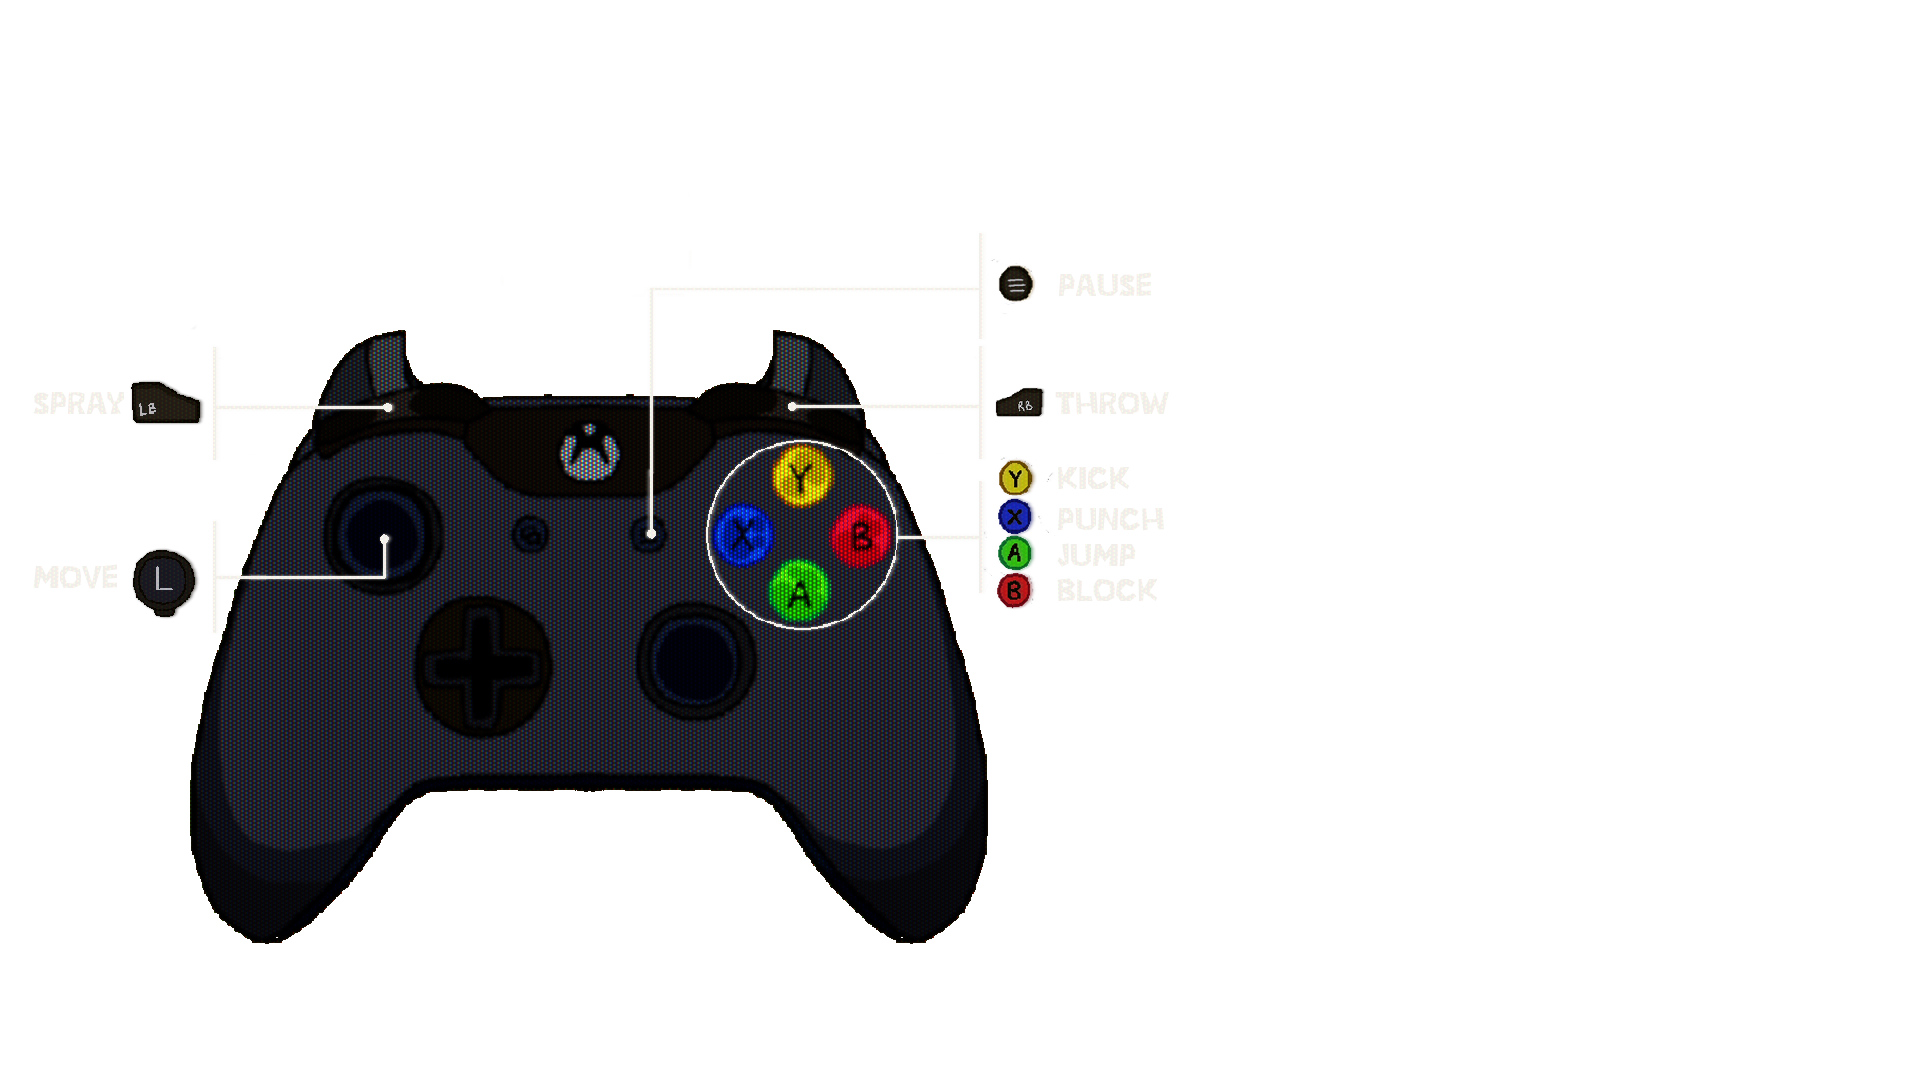 PAUSE
SPRAY LB
RB THROW
Y KICK
X PUNCH
A JUMP
B BLOCK
MOVE L
Y
X
B
A